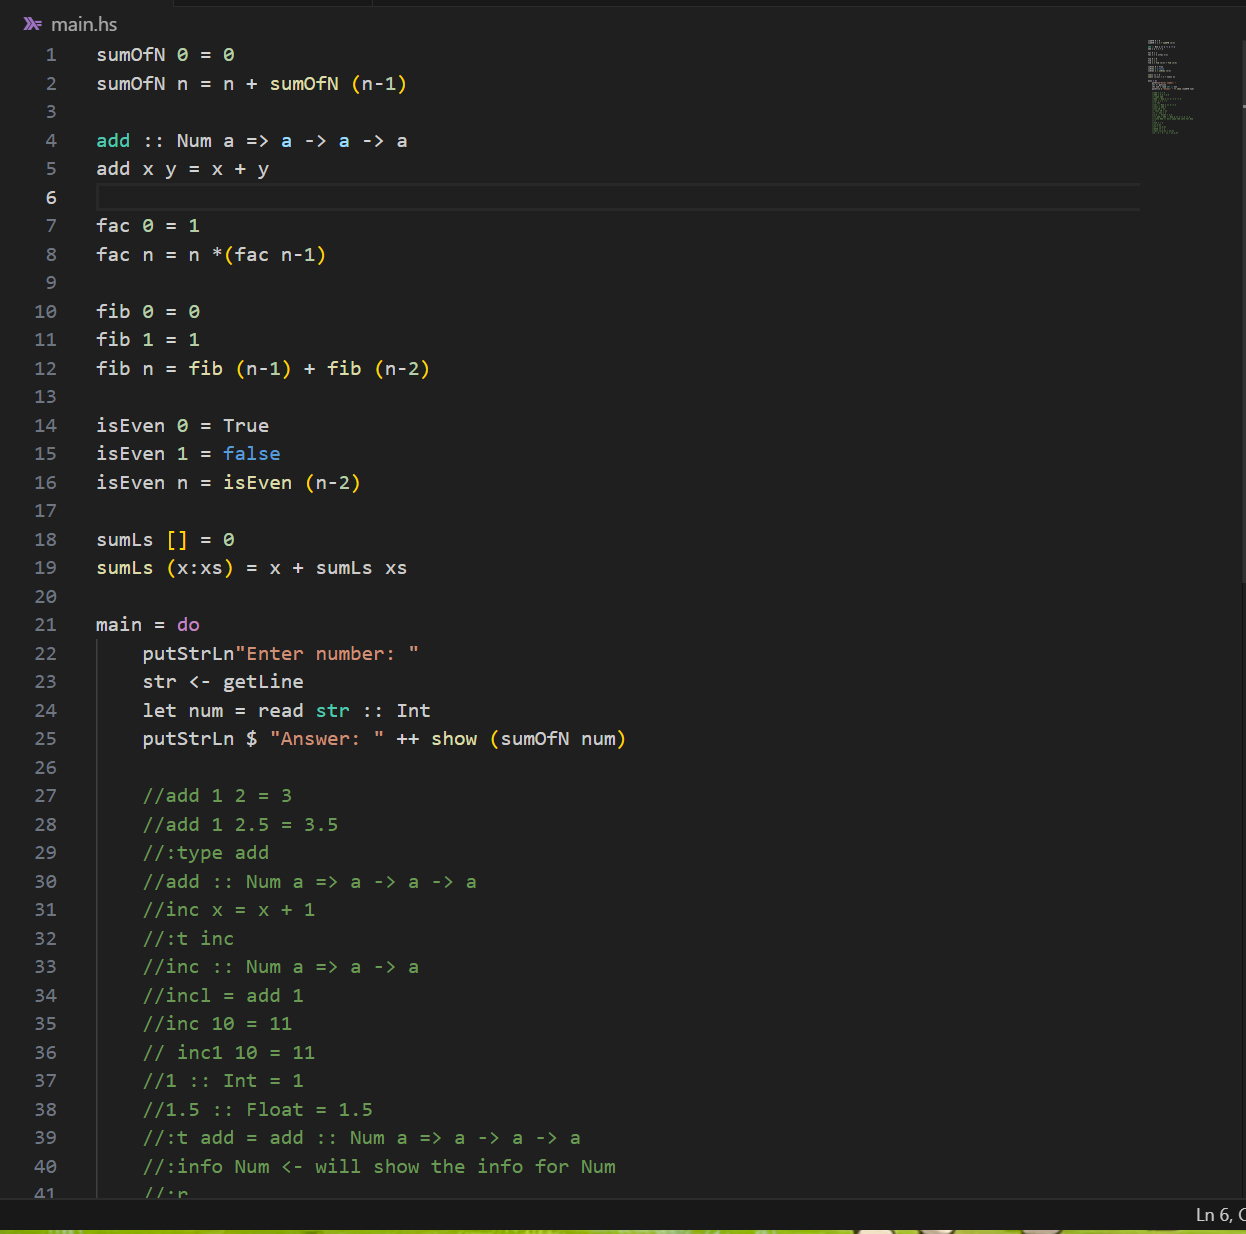 main.hs
1 sumOfN 0 = 0
2 sumOfN n = n + sumOfN (n-1)
3
4 add :: Num a => a -> a -> a
5 add x y = x + y
6
7 fac 0 = 1
8 fac n = n *(fac n-1)
9
10 fib 0 = 0
11 fib 1 = 1
12 fib n = fib (n-1) + fib (n-2)
13
14 isEven 0 = True
15 isEven 1 = false
16 isEven n = isEven (n-2)
17
18 sumLs [] = 0
19 sumLs (x:xs) = x + sumLs xs
20
21 main = do
22 putStrLn"Enter number: "
23 str <- getLine
24 let num = read str :: Int
25 putStrLn $ "Answer: " ++ show (sumOfN num)
26
27 //add 1 2 = 3
28 //add 1 2.5 = 3.5
29 //:type add
30 //add :: Num a => a -> a -> a
31 //inc x = x + 1
32 //:t inc
33 //inc :: Num a => a -> a
34 //incl = add 1
35 //inc 10 = 11
36 // inc1 10 = 11
37 //1 :: Int = 1
38 //1.5 :: Float = 1.5
39 //:t add = add :: Num a => a -> a -> a
40 //:info Num <- will show the info for Num
41 //:r
Ln 6,